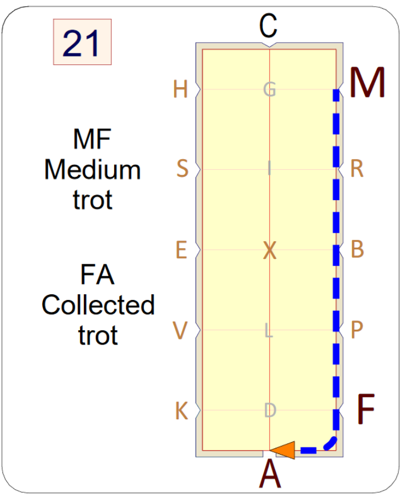 21
C
H G M
MF
Medium
trot
S I R
E X B
FA
Collected
trot
V L P
K D F
A